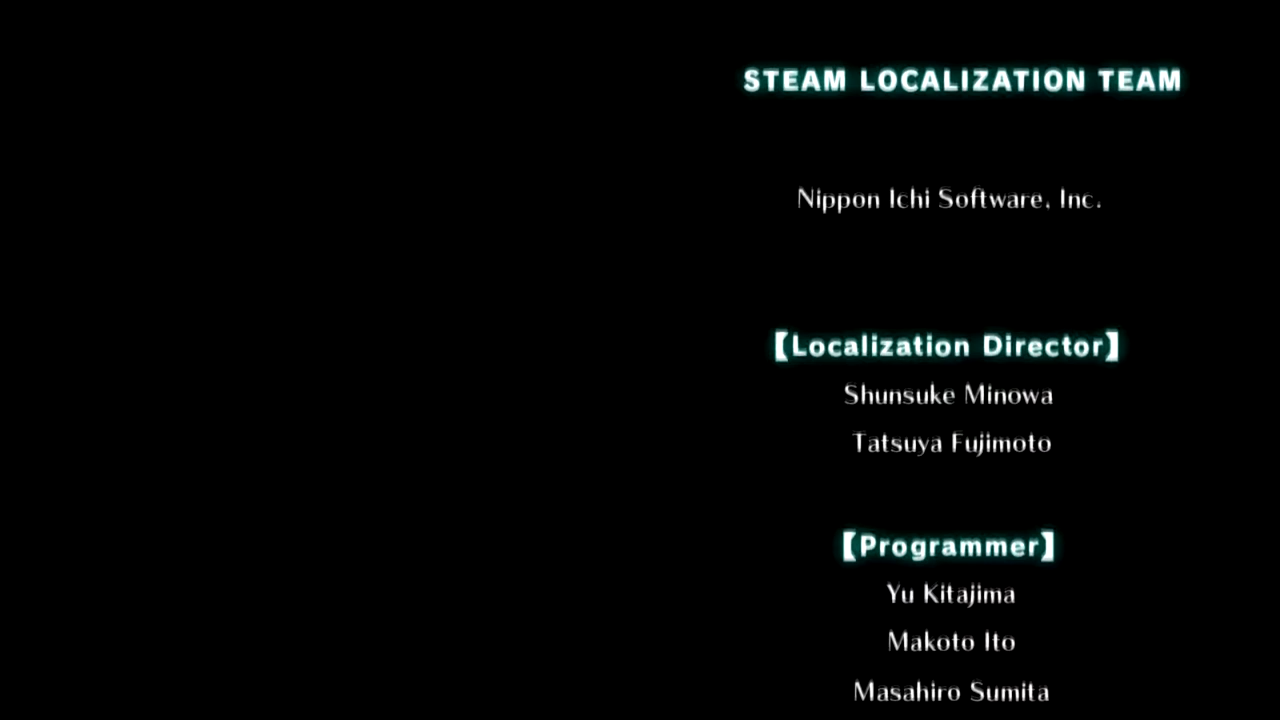 STEAM LOCALIZATION TEAM
Nippon Ichi Software, Inc.
【Localization Director】
Shunsuke Minowa
Tatsuya Fujimoto
【Programmer】
Yu Kitajima
Makoto Ito
Masahiro Sumita